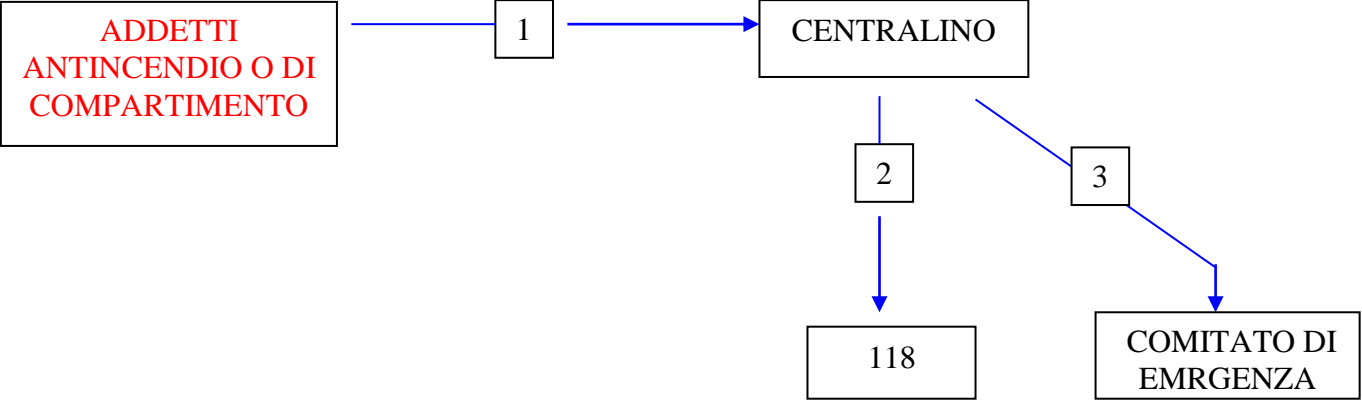 ADDETTI
ANTINCENDIO O DI
COMPARTIMENTO
1
CENTRALINO
2
3
118
COMITATO DI
EMRGENZA